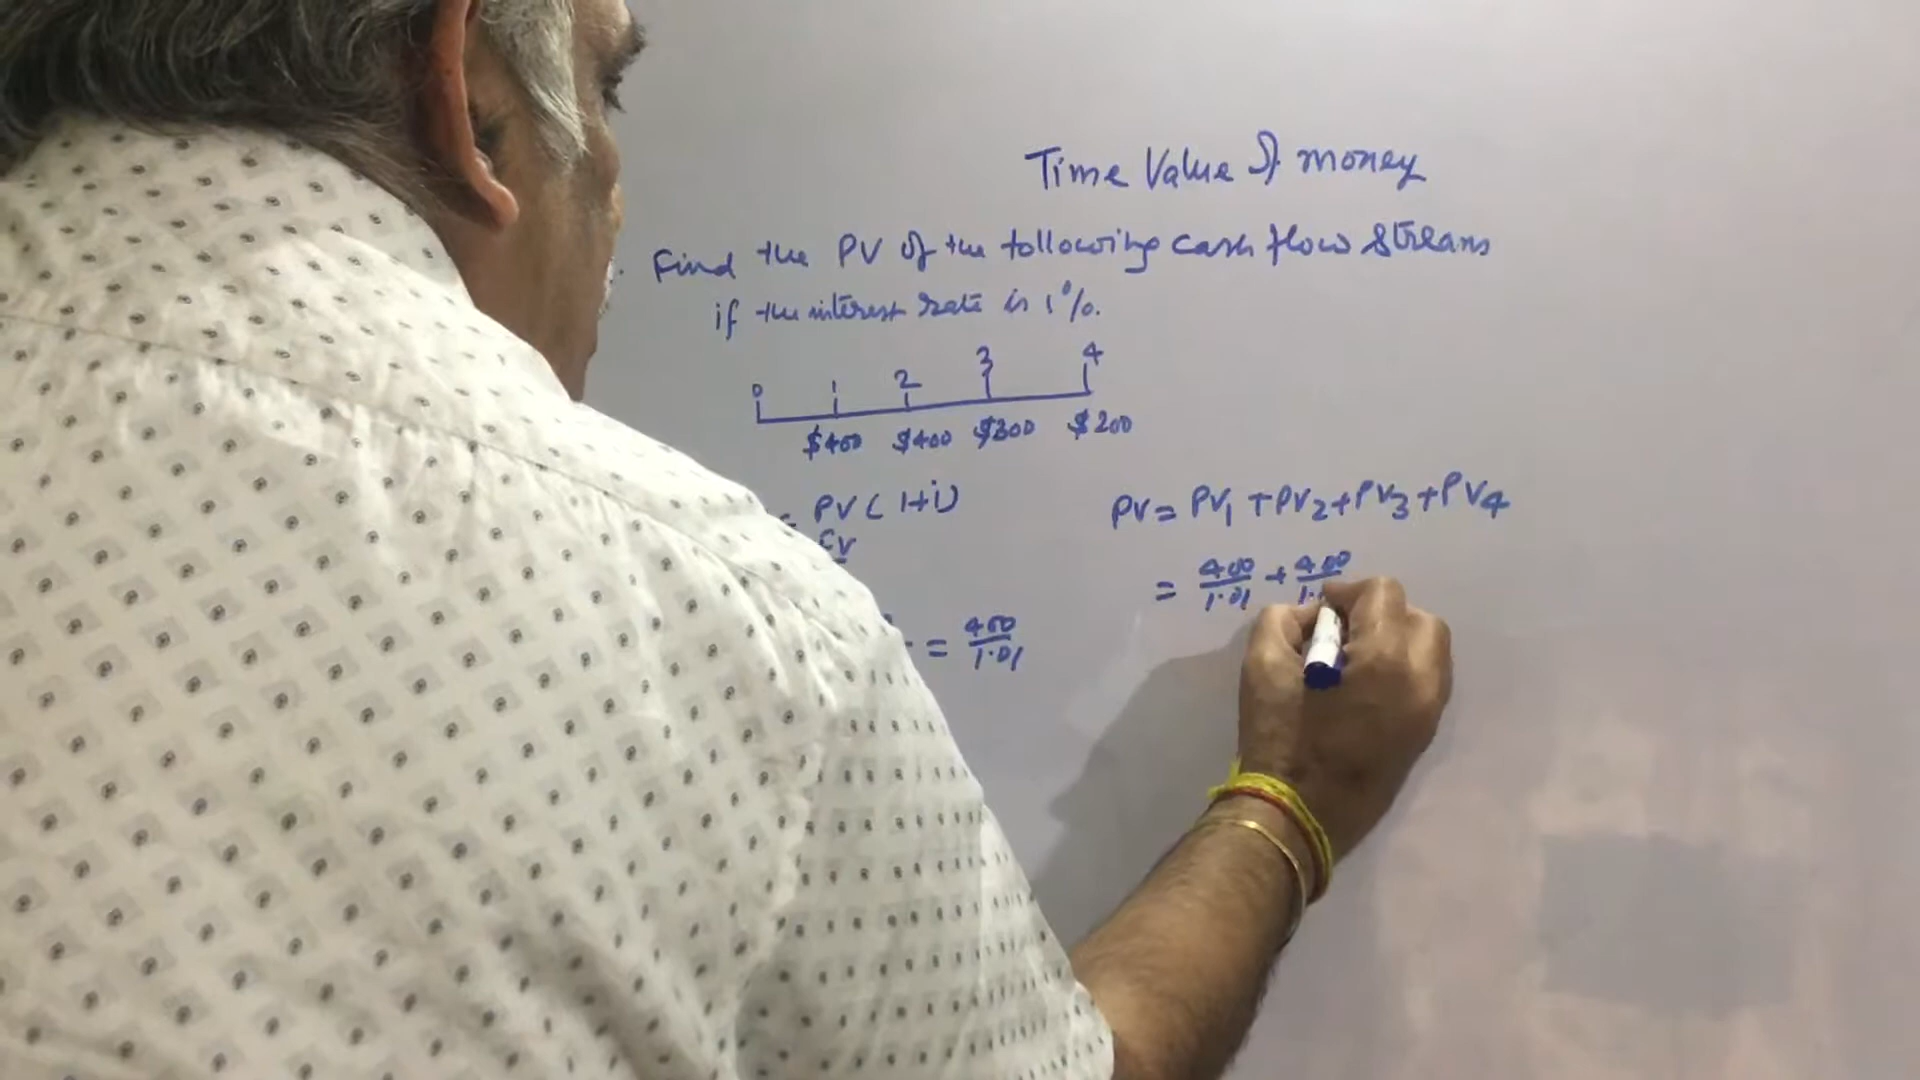 Time Value of money
Find the PV of the following cash flow streams
if the interest rate is 1%.
0 1 2 3 4
$400 $400 $300 $200
= PV (1+i)
FV
= 400
1.01
PV = PV1 + PV2 + PV3 + PV4
= 400 + 400
1.01